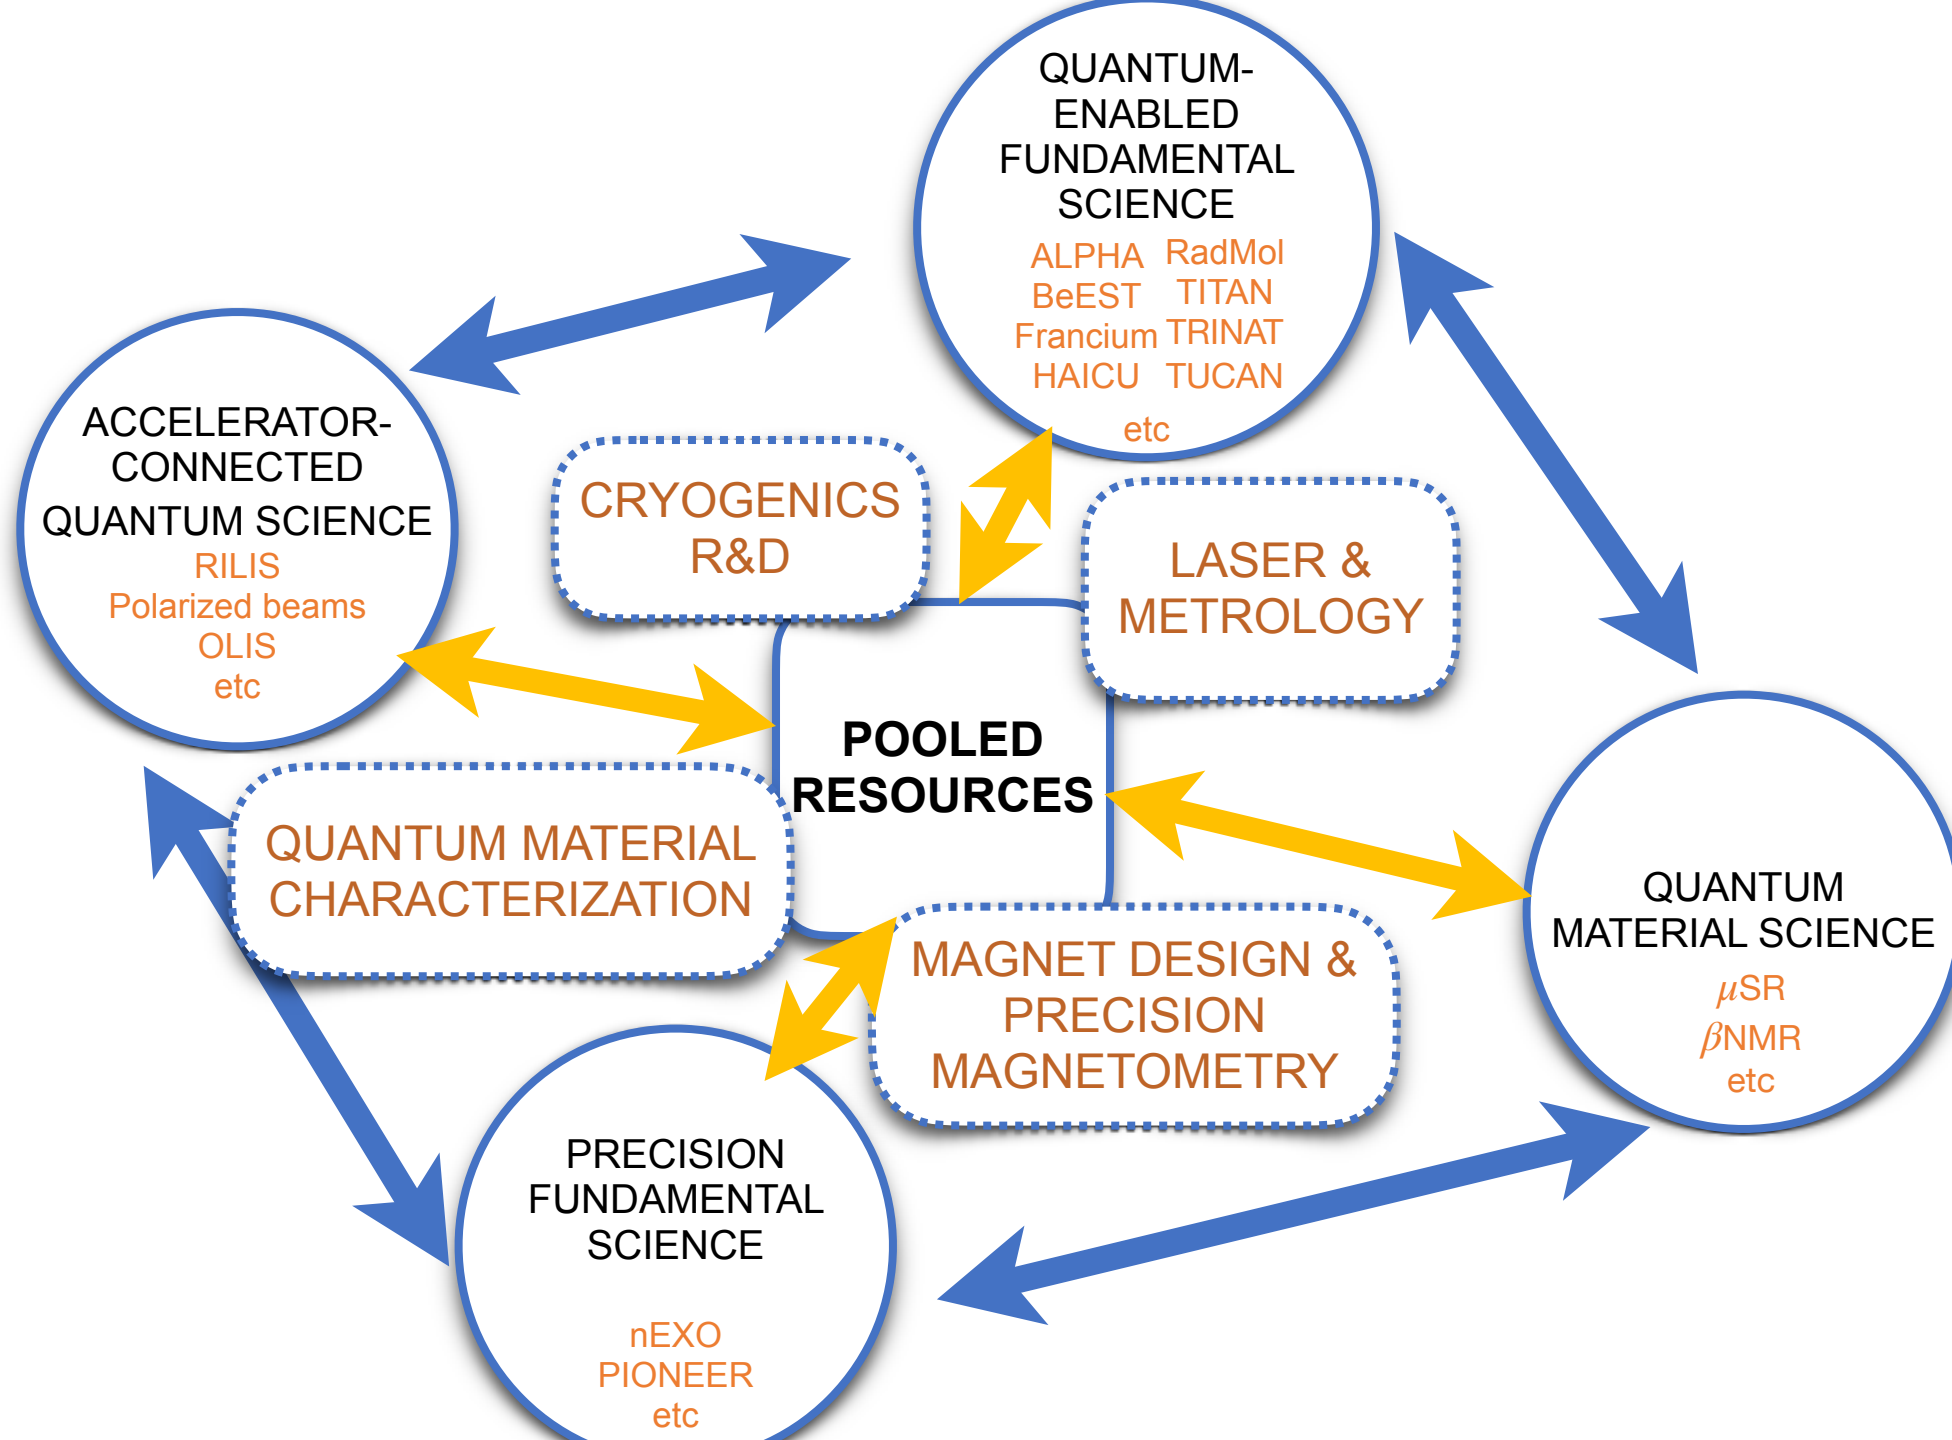 QUANTUM-
ENABLED
FUNDAMENTAL
SCIENCE
ALPHA RadMol
BeEST TITAN
Francium TRINAT
HAICU TUCAN
etc
ACCELERATOR-
CONNECTED
QUANTUM SCIENCE
RILIS
Polarized beams
OLIS
etc
CRYOGENICS
R&D
LASER &
METROLOGY
POOLED
RESOURCES
QUANTUM MATERIAL
CHARACTERIZATION
MAGNET DESIGN &
PRECISION
MAGNETOMETRY
QUANTUM
MATERIAL SCIENCE
μSR
βNMR
etc
PRECISION
FUNDAMENTAL
SCIENCE
nEXO
PIONEER
etc